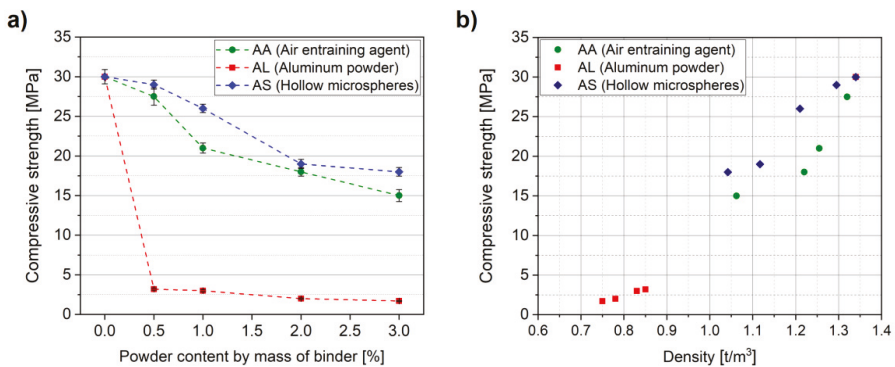 a)
35
30
25
20
15
10
5
0
Compressive strength [MPa]
AA (Air entraining agent)
AL (Aluminum powder)
AS (Hollow microspheres)
0.0 0.5 1.0 1.5 2.0 2.5 3.0
Powder content by mass of binder [%]
b)
35
30
25
20
15
10
5
0
Compressive strength [MPa]
AA (Air entraining agent)
AL (Aluminum powder)
AS (Hollow microspheres)
0.6 0.7 0.8 0.9 1.0 1.1 1.2 1.3 1.4
Density [t/m³]